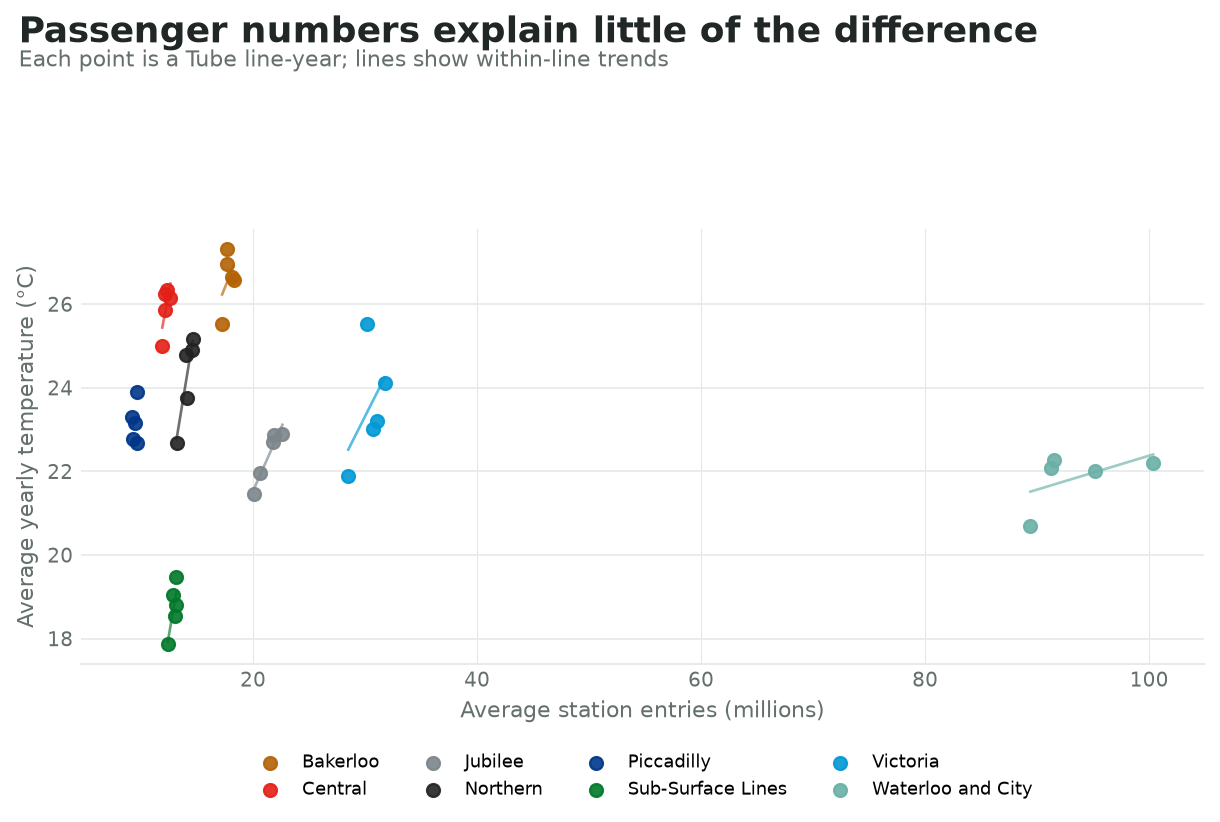 Passenger numbers explain little of the difference
Each point is a Tube line-year; lines show within-line trends
Average yearly temperature (°C)
26
24
22
20
18
20 40 60 80 100
Average station entries (millions)
Bakerloo Jubilee Piccadilly Victoria
Central Northern Sub-Surface Lines Waterloo and City